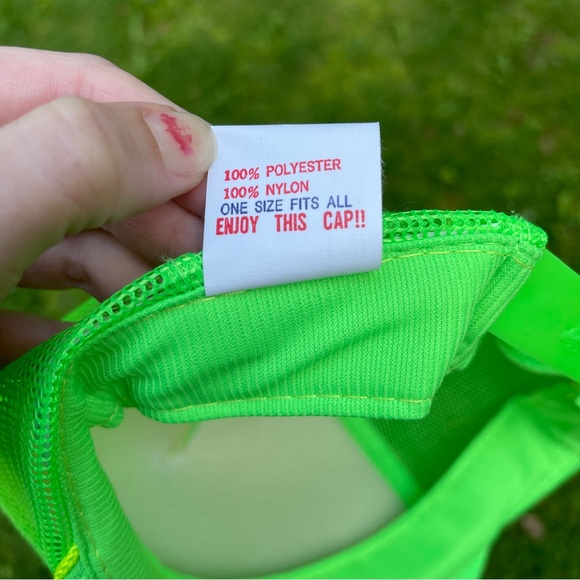 100% POLYESTER
100% NYLON
ONE SIZE FITS ALL
ENJOY THIS CAP!!